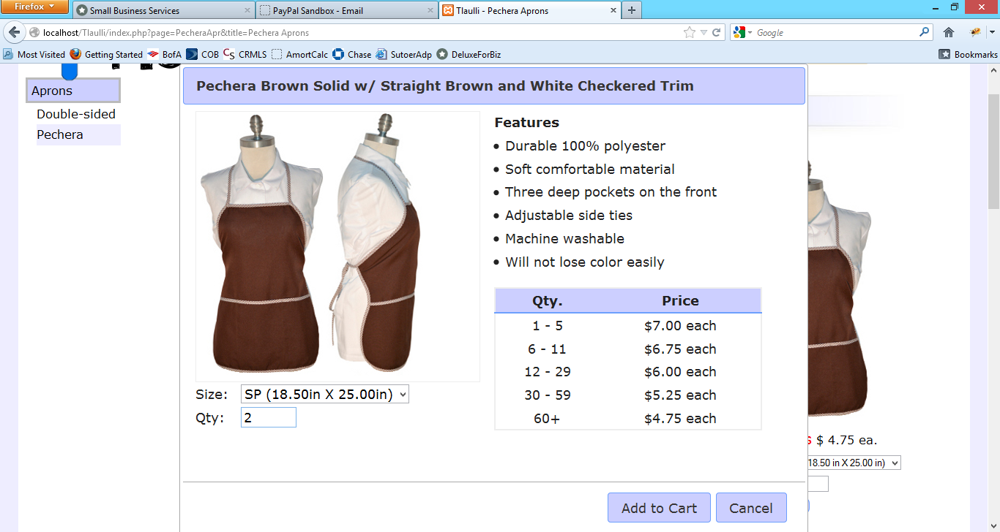 Firefox
Small Business Services
PayPal Sandbox - Email
Tlaulli - Pechera Aprons
localhost/Tlaulli/index.php?page=PecheraApr&title=Pechera Aprons
Google
Most Visited Getting Started BofA COB CRMLS AmortCalc Chase SutoerAdp DeluxeForBiz Bookmarks
Aprons
Double-sided
Pechera
Pechera Brown Solid w/ Straight Brown and White Checkered Trim
Features
• Durable 100% polyester
• Soft comfortable material
• Three deep pockets on the front
• Adjustable side ties
• Machine washable
• Will not lose color easily
Qty. Price
1 - 5 $7.00 each
6 - 11 $6.75 each
12 - 29 $6.00 each
30 - 59 $5.25 each
60+ $4.75 each
Size: SP (18.50in X 25.00in)
Qty: 2
$ 4.75 ea.
18.50 in X 25.00 in)
Add to Cart Cancel